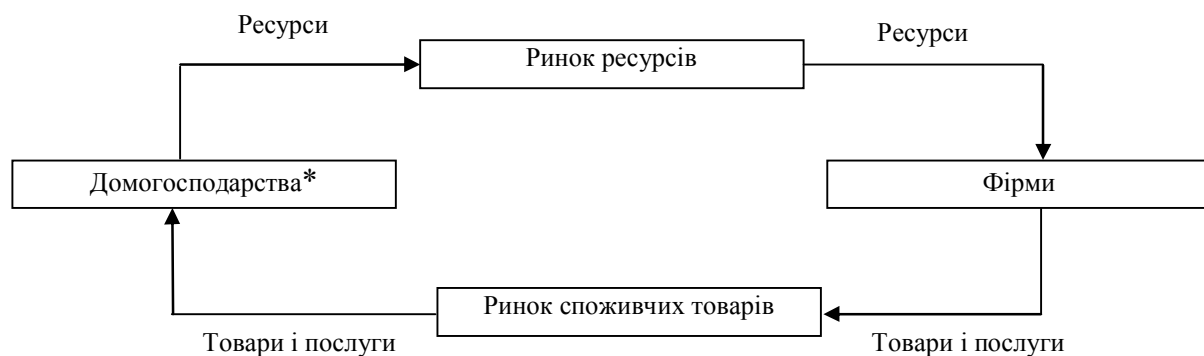 Ресурси
Ресурси
Ринок ресурсів
Домогосподарства*
Фірми
Ринок споживчих товарів
Товари і послуги
Товари і послуги